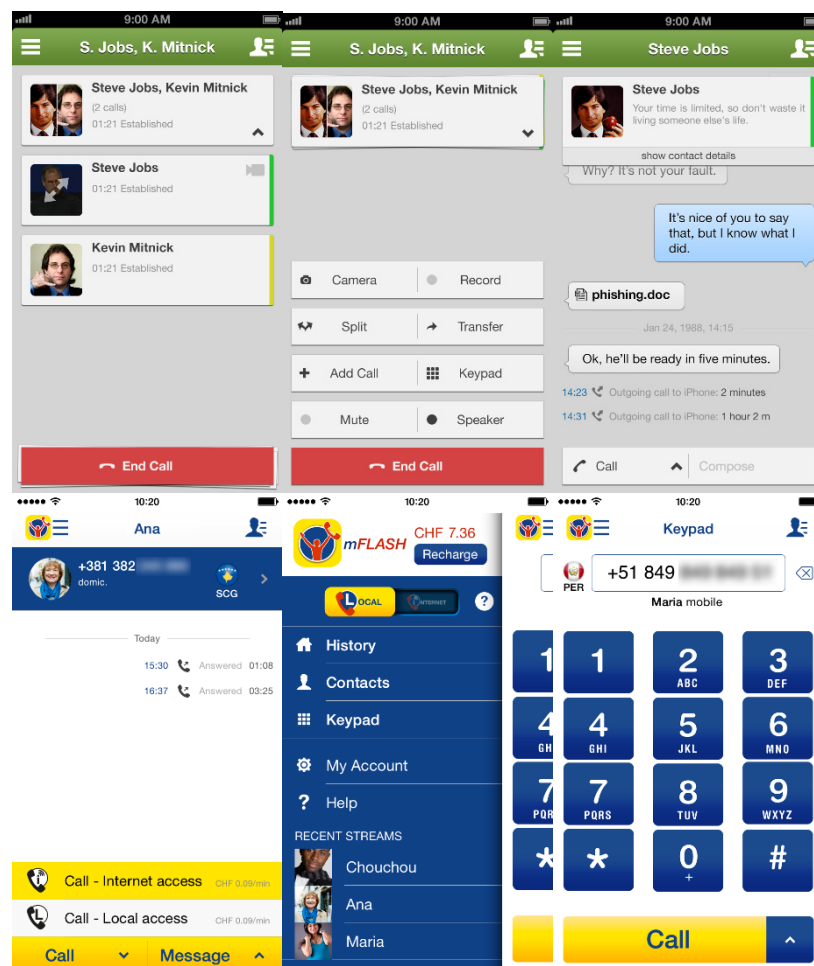 9:00 AM
S. Jobs, K. Mitnick
Steve Jobs, Kevin Mitnick
(2 calls)
01:21 Established
Steve Jobs
01:21 Established
Kevin Mitnick
01:21 Established
End Call
9:00 AM
S. Jobs, K. Mitnick
Steve Jobs, Kevin Mitnick
(2 calls)
01:21 Established
Camera
Record
Split
Transfer
Add Call
Keypad
Mute
Speaker
End Call
9:00 AM
Steve Jobs
Steve Jobs
Your time is limited, so don't waste it
living someone else's life.
show contact details
Why? It's not your fault.
It's nice of you to say
that, but I know what I
did.
phishing.doc
Jan 24, 1988, 14:15
Ok, he'll be ready in five minutes.
14:23 Outgoing call to iPhone: 2 minutes
14:31 Outgoing call to iPhone: 1 hour 2 m
Call
Compose
10:20
Ana
+381 382
domic.
SCG
Today
15:30 Answered 01:08
16:37 Answered 03:25
Call - Internet access CHF 0.09/min
Call - Local access CHF 0.09/min
Call
Message
10:20
mFLASH
CHF 7.36
Recharge
LOCAL
INTERNET
?
History
Contacts
Keypad
My Account
? Help
RECENT STREAMS
Chouchou
Ana
Maria
1
4
GH
7
PQR
*
10:20
Keypad
PER
+51 849
Maria mobile
1
2
ABC
3
DEF
4
GHI
5
JKL
6
MNO
7
PQRS
8
TUV
9
WXYZ
*
0
+
#
Call